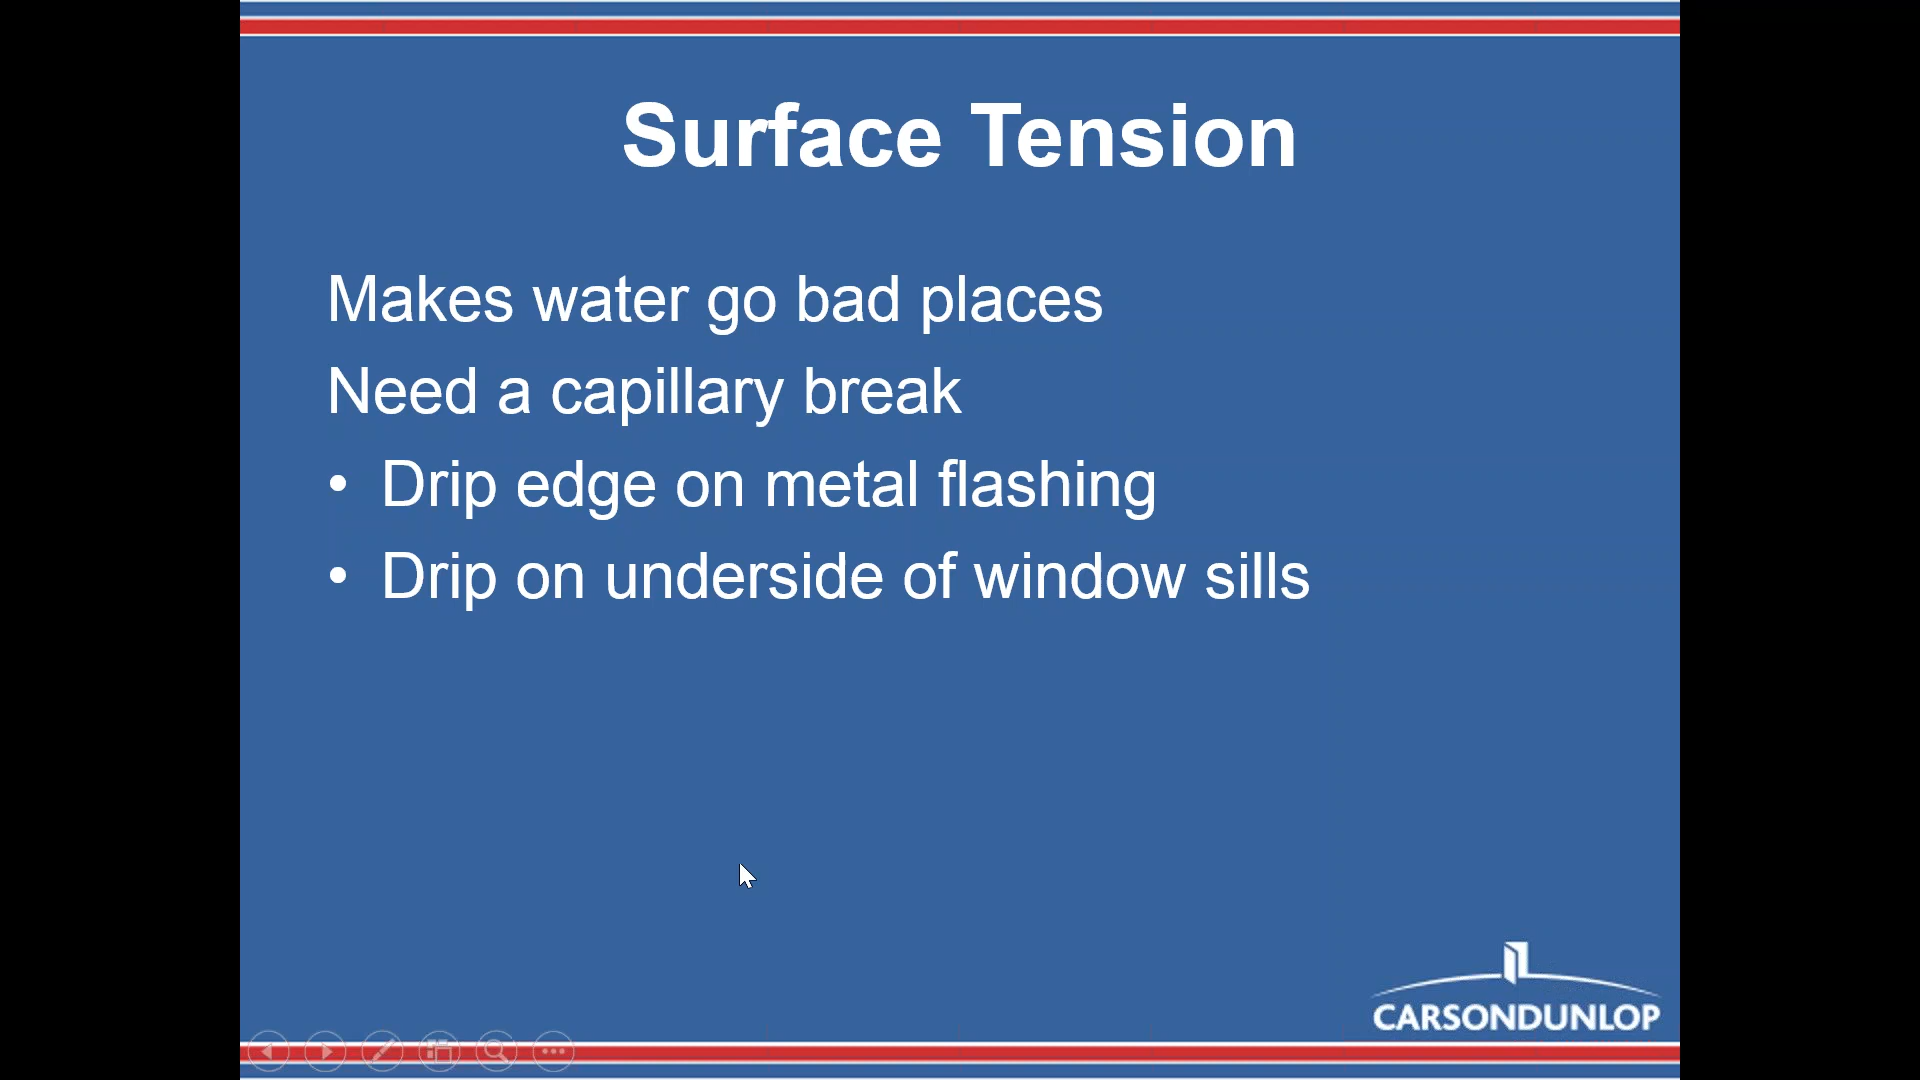 Surface Tension
Makes water go bad places
Need a capillary break
• Drip edge on metal flashing
• Drip on underside of window sills
CARSONDUNLOP